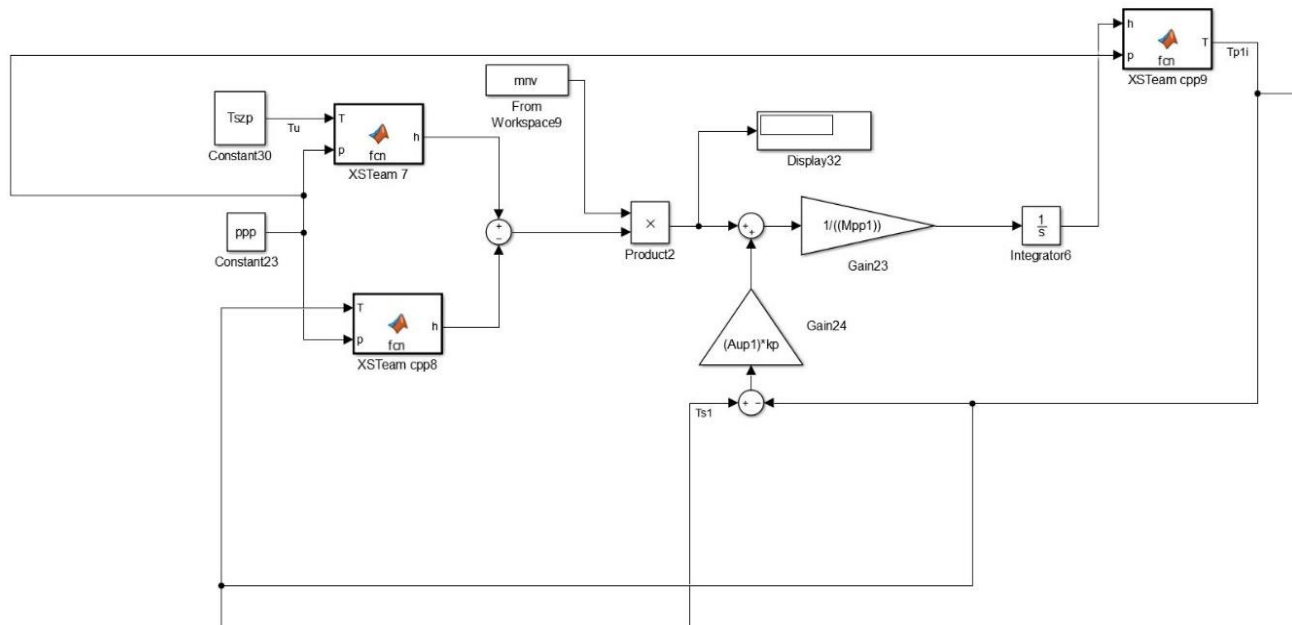 h
p
T
fcn
XSTeam cpp9
Tp1i
mnv
From
Workspace9
Tszp
Tu
Constant30
T
p
h
fcn
XSTeam 7
Display32
ppp
Constant23
+
−
×
Product2
+
+
1/((Mpp1))
Gain23
1
s
Integrator6
T
p
h
fcn
XSTeam cpp8
Gain24
(Aup1)*kp
Ts1
+ −